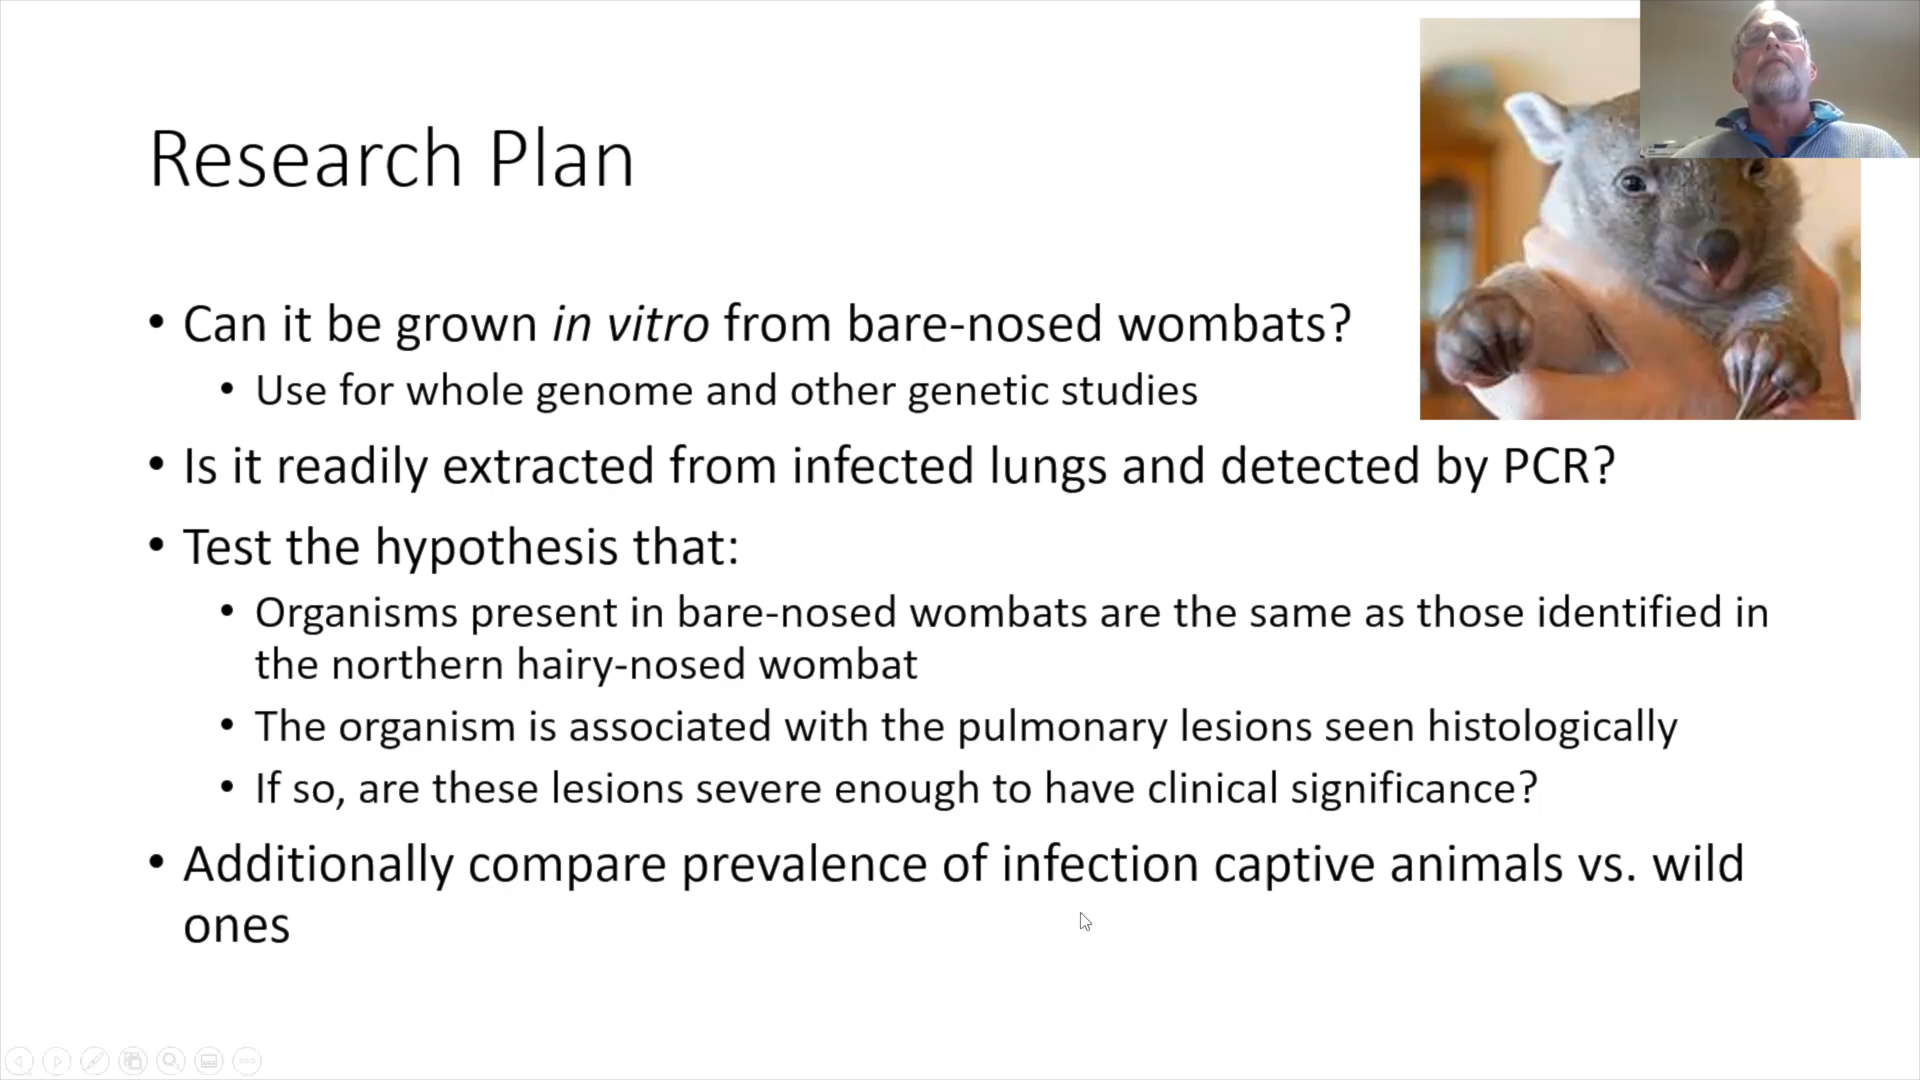 Research Plan
• Can it be grown in vitro from bare-nosed wombats?
• Use for whole genome and other genetic studies
• Is it readily extracted from infected lungs and detected by PCR?
• Test the hypothesis that:
• Organisms present in bare-nosed wombats are the same as those identified in
the northern hairy-nosed wombat
• The organism is associated with the pulmonary lesions seen histologically
• If so, are these lesions severe enough to have clinical significance?
• Additionally compare prevalence of infection captive animals vs. wild
ones